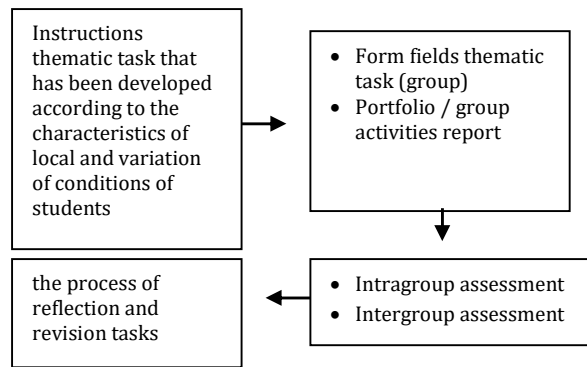 Instructions
thematic task that
has been developed
according to the
characteristics of
local and variation
of conditions of
students
• Form fields thematic
task (group)
• Portfolio / group
activities report
• Intragroup assessment
• Intergroup assessment
the process of
reflection and
revision tasks